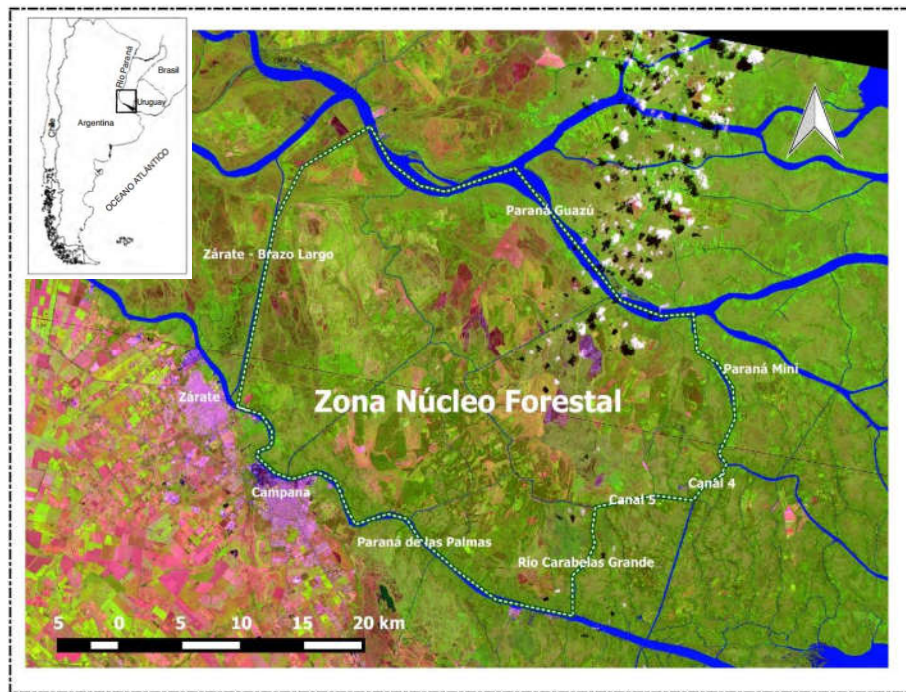 Río Paraná
Brasil
Uruguay
Chile
Argentina
OCEANO ATLÁNTICO
Paraná Guazú
Zárate - Brazo Largo
Paraná Miní
Zárate
Zona Núcleo Forestal
Campana
Canal 4
Canal 5
Paraná de las Palmas
Río Carabelas Grande
5 0 5 10 15 20 km